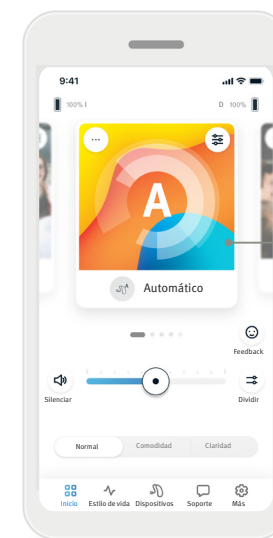 9:41
100% I
D 100%
A
Automático
Feedback
Silenciar
Dividir
Normal Comodidad Claridad
Inicio Estilo de vida Dispositivos Soporte Más